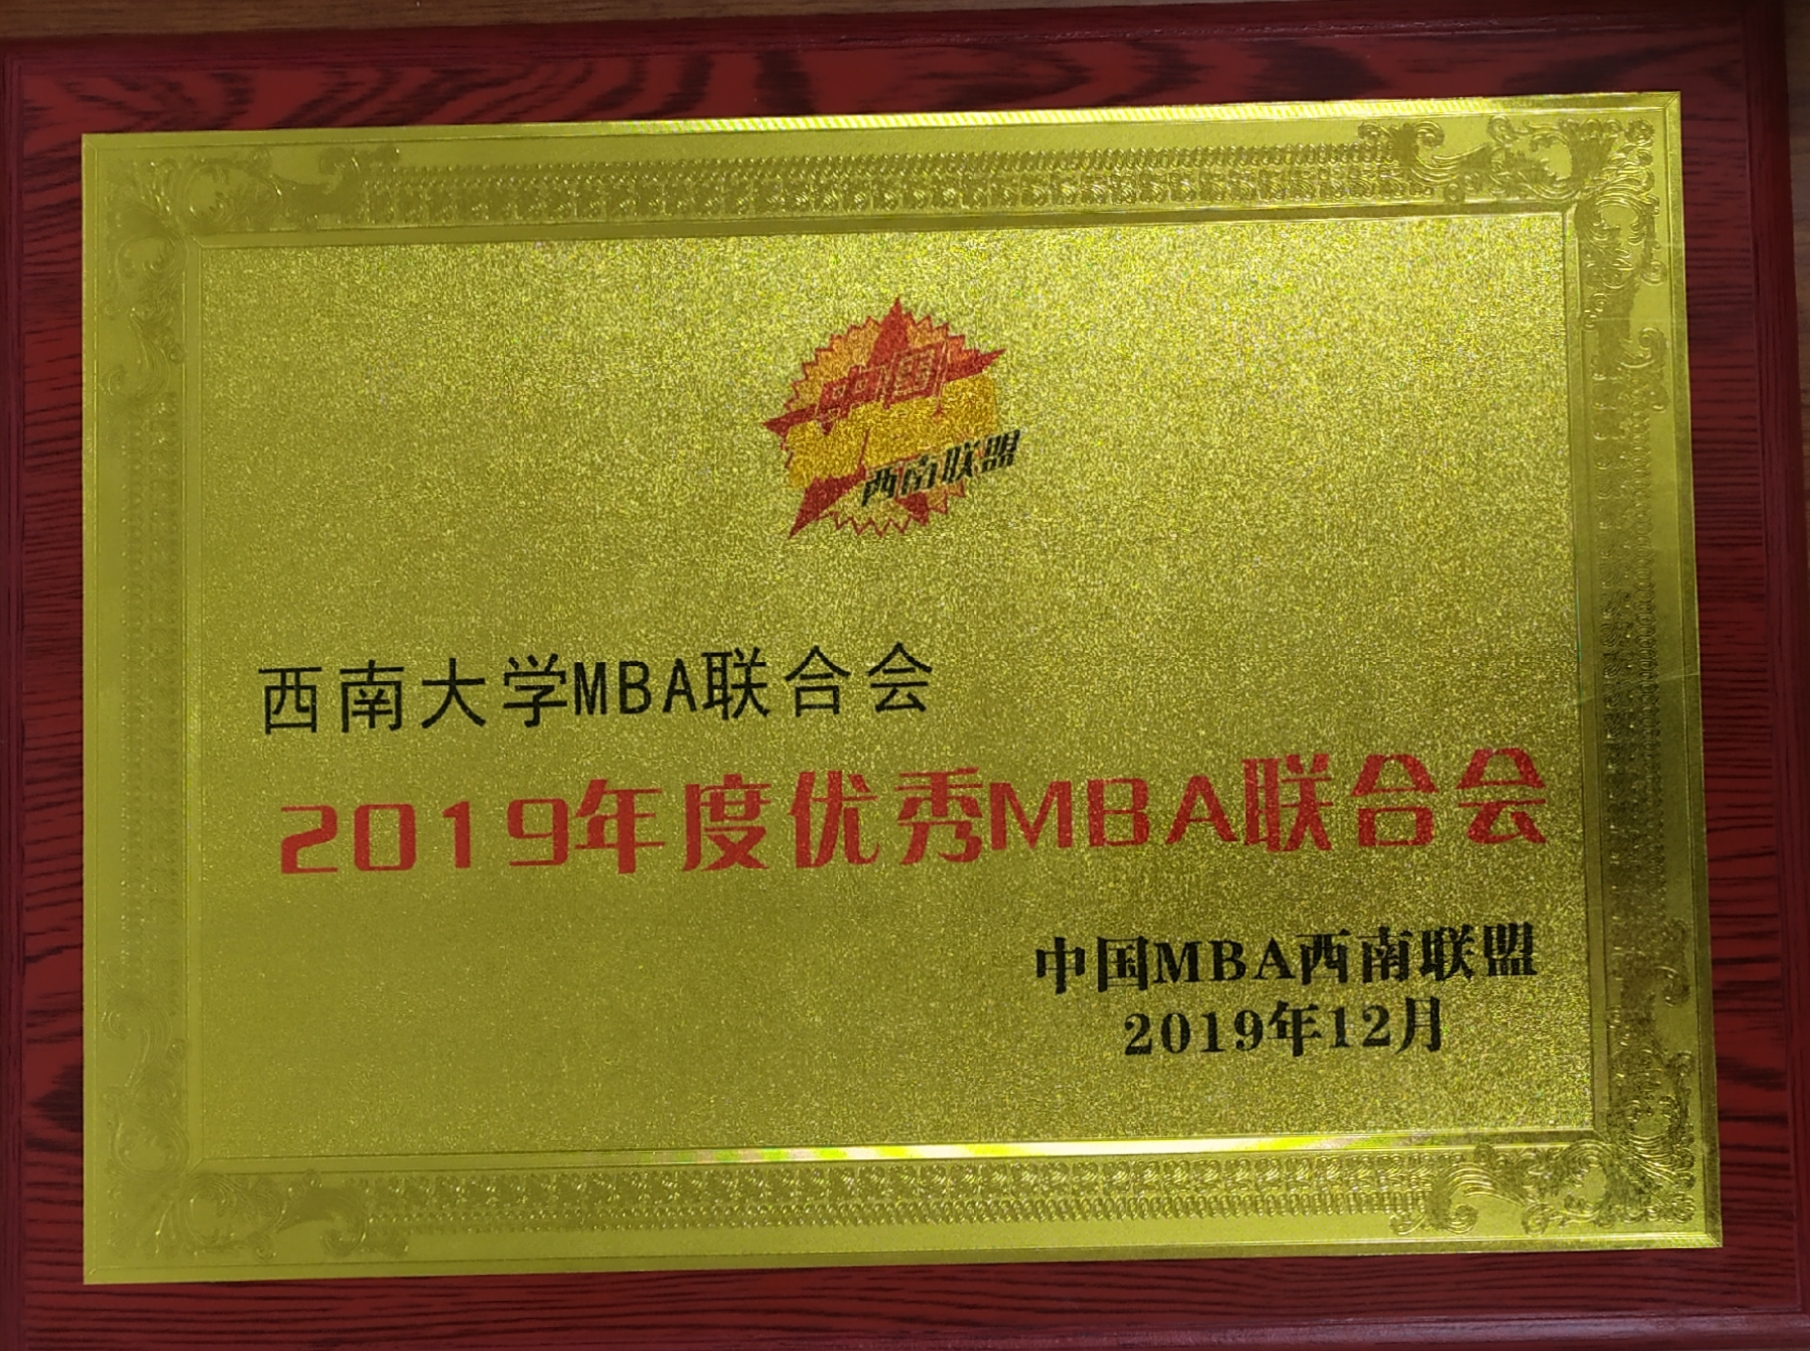 中国
西南联盟
西南大学MBA联合会
2019年度优秀MBA联合会
中国MBA西南联盟
2019年12月